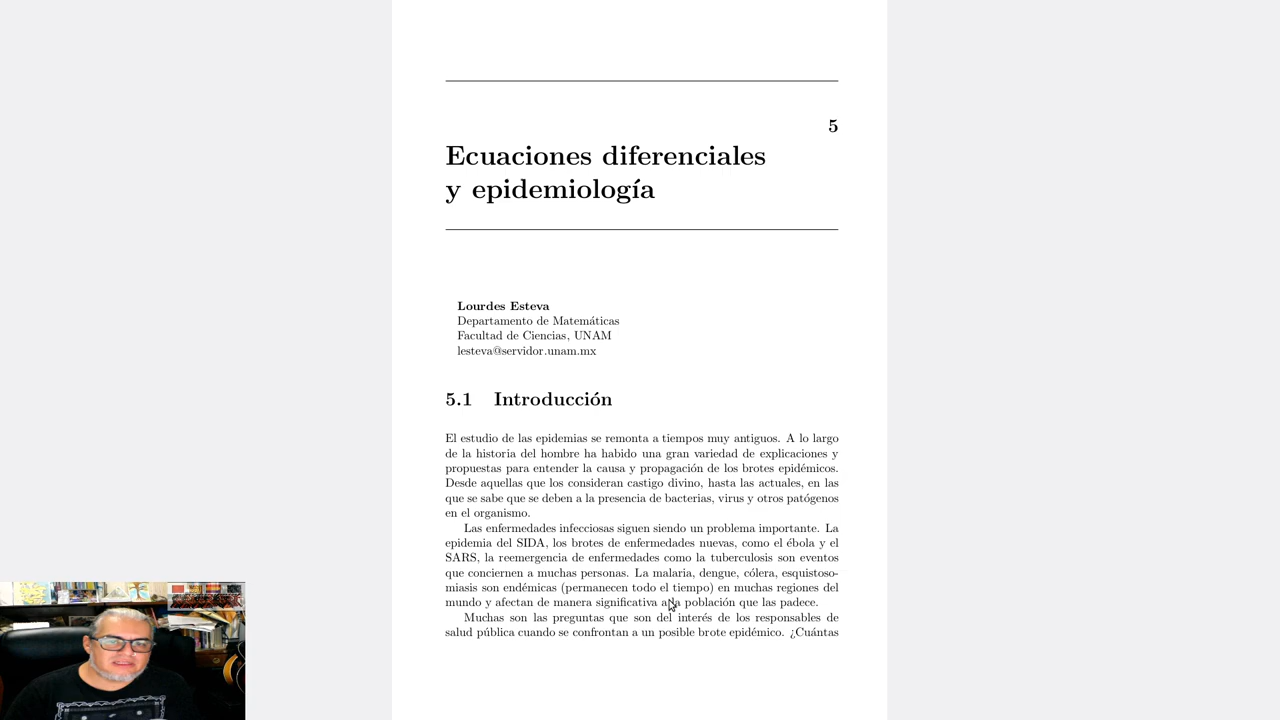 5
Ecuaciones diferenciales
y epidemiología
Lourdes Esteva
Departamento de Matemáticas
Facultad de Ciencias, UNAM
lesteva@servidor.unam.mx
5.1 Introducción
El estudio de las epidemias se remonta a tiempos muy antiguos. A lo largo
de la historia del hombre ha habido una gran variedad de explicaciones y
propuestas para entender la causa y propagación de los brotes epidémicos.
Desde aquellas que los consideran castigo divino, hasta las actuales, en las
que se sabe que se deben a la presencia de bacterias, virus y otros patógenos
en el organismo.
Las enfermedades infecciosas siguen siendo un problema importante. La
epidemia del SIDA, los brotes de enfermedades nuevas, como el ébola y el
SARS, la reemergencia de enfermedades como la tuberculosis son eventos
que conciernen a muchas personas. La malaria, dengue, cólera, esquistoso-
miasis son endémicas (permanecen todo el tiempo) en muchas regiones del
mundo y afectan de manera significativa a la población que las padece.
Muchas son las preguntas que son del interés de los responsables de
salud pública cuando se confrontan a un posible brote epidémico. ¿Cuántas